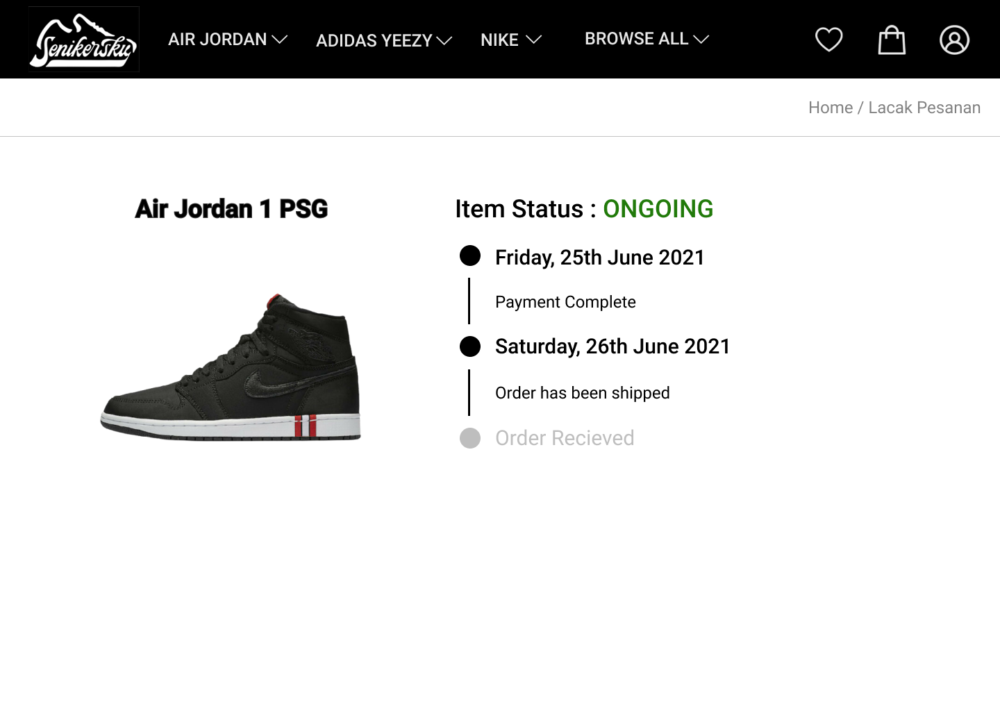 Senikersku
AIR JORDAN
ADIDAS YEEZY
NIKE
BROWSE ALL
Home / Lacak Pesanan
Air Jordan 1 PSG
Item Status : ONGOING
Friday, 25th June 2021
Payment Complete
Saturday, 26th June 2021
Order has been shipped
Order Recieved